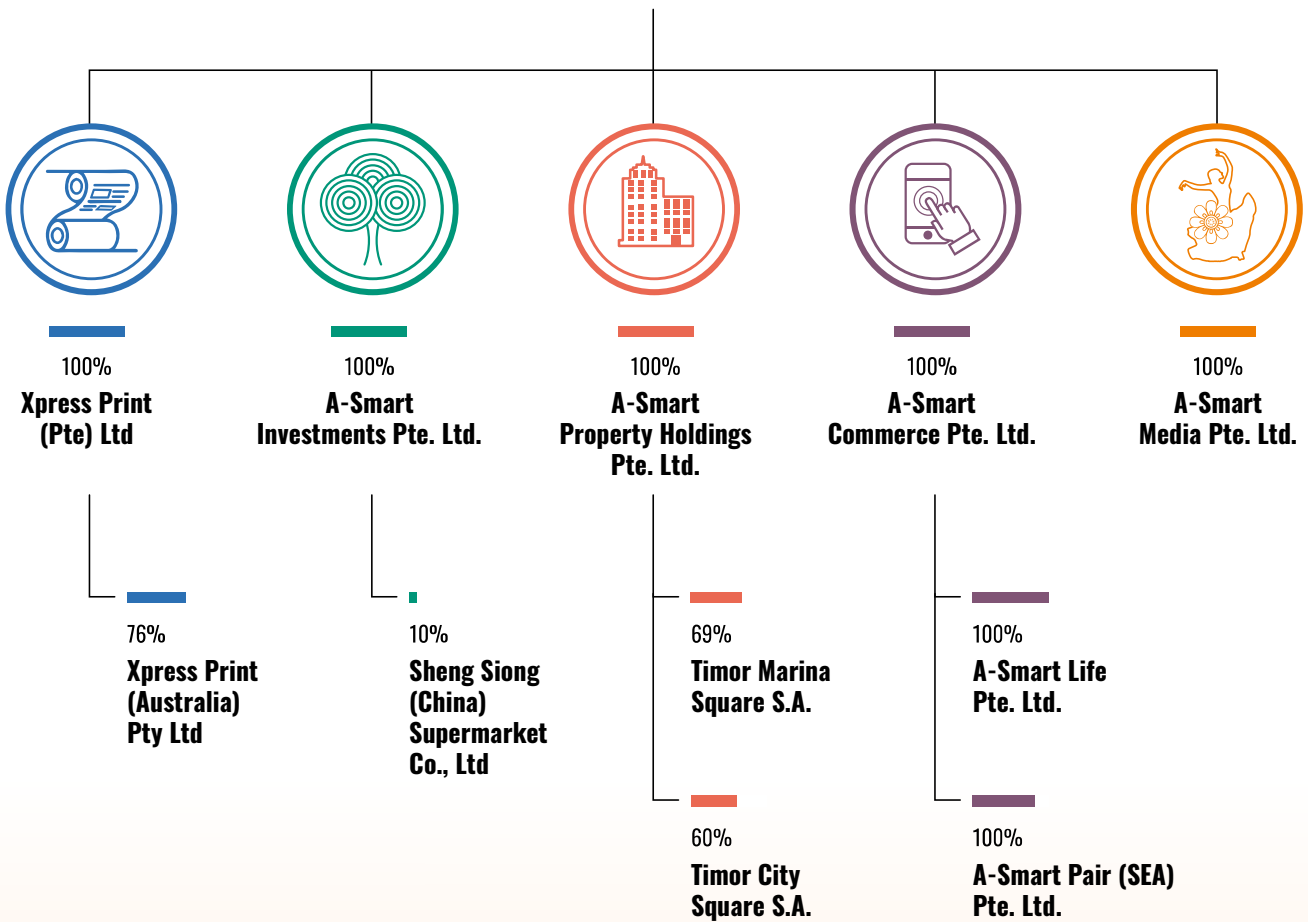 100%
Xpress Print
(Pte) Ltd
100%
A-Smart
Investments Pte. Ltd.
100%
A-Smart
Property Holdings
Pte. Ltd.
100%
A-Smart
Commerce Pte. Ltd.
100%
A-Smart
Media Pte. Ltd.
76%
Xpress Print
(Australia)
Pty Ltd
10%
Sheng Siong
(China)
Supermarket
Co., Ltd
69%
Timor Marina
Square S.A.
100%
A-Smart Life
Pte. Ltd.
60%
Timor City
Square S.A.
100%
A-Smart Pair (SEA)
Pte. Ltd.